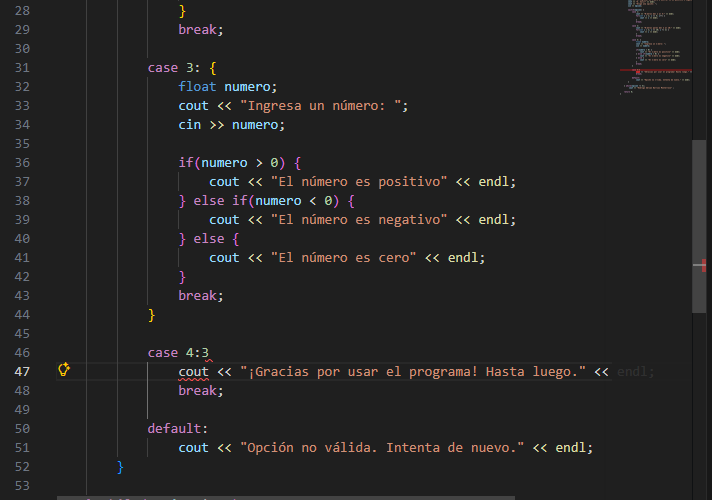 28 }
29 break;
30
31 case 3: {
32 float numero;
33 cout << "Ingresa un número: ";
34 cin >> numero;
35
36 if(numero > 0) {
37 cout << "El número es positivo" << endl;
38 } else if(numero < 0) {
39 cout << "El número es negativo" << endl;
40 } else {
41 cout << "El número es cero" << endl;
42 }
43 break;
44 }
45
46 case 4:3
47 cout << "¡Gracias por usar el programa! Hasta luego." << endl;
48 break;
49
50 default:
51 cout << "Opción no válida. Intenta de nuevo." << endl;
52 }
53